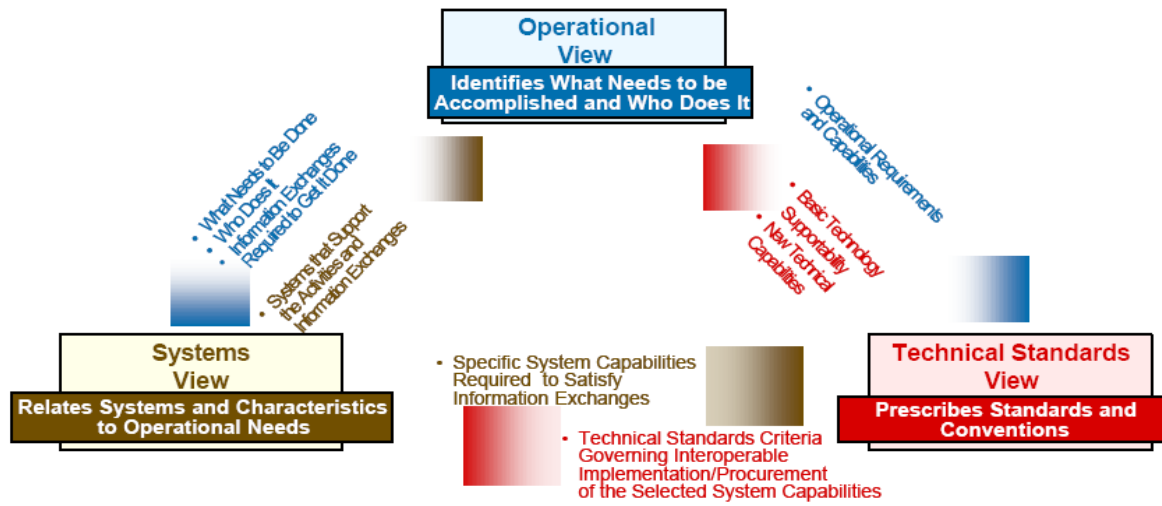 Operational
View
Identifies What Needs to be
Accomplished and Who Does It
• What Needs to Be Done
• Who Does It
• Information Exchanges
Required to Get It Done
• Systems that Support
the Activities and
Information Exchanges
• Operational Requirements
and Capabilities
• Basic Technology
Supportability
• New Technical
Capabilities
Systems
View
Relates Systems and Characteristics
to Operational Needs
• Specific System Capabilities
Required to Satisfy
Information Exchanges
• Technical Standards Criteria
Governing Interoperable
Implementation/Procurement
of the Selected System Capabilities
Technical Standards
View
Prescribes Standards and
Conventions